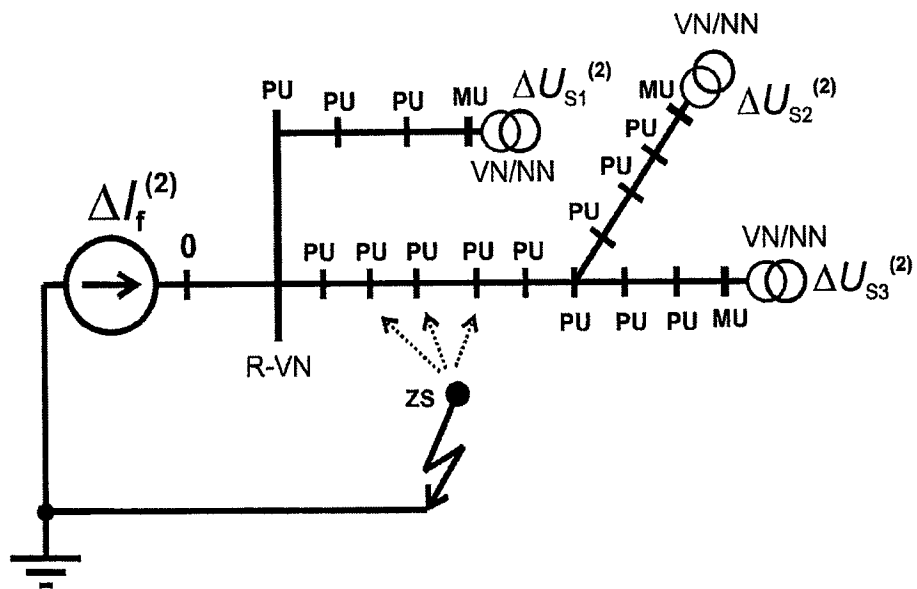 VN/NN
PU PU PU MU ΔU_S1^(2)
VN/NN
MU ΔU_S2^(2)
PU
PU
PU
ΔI_f^(2)
0
PU PU PU PU PU
VN/NN
ΔU_S3^(2)
PU PU PU MU
R-VN
ZS